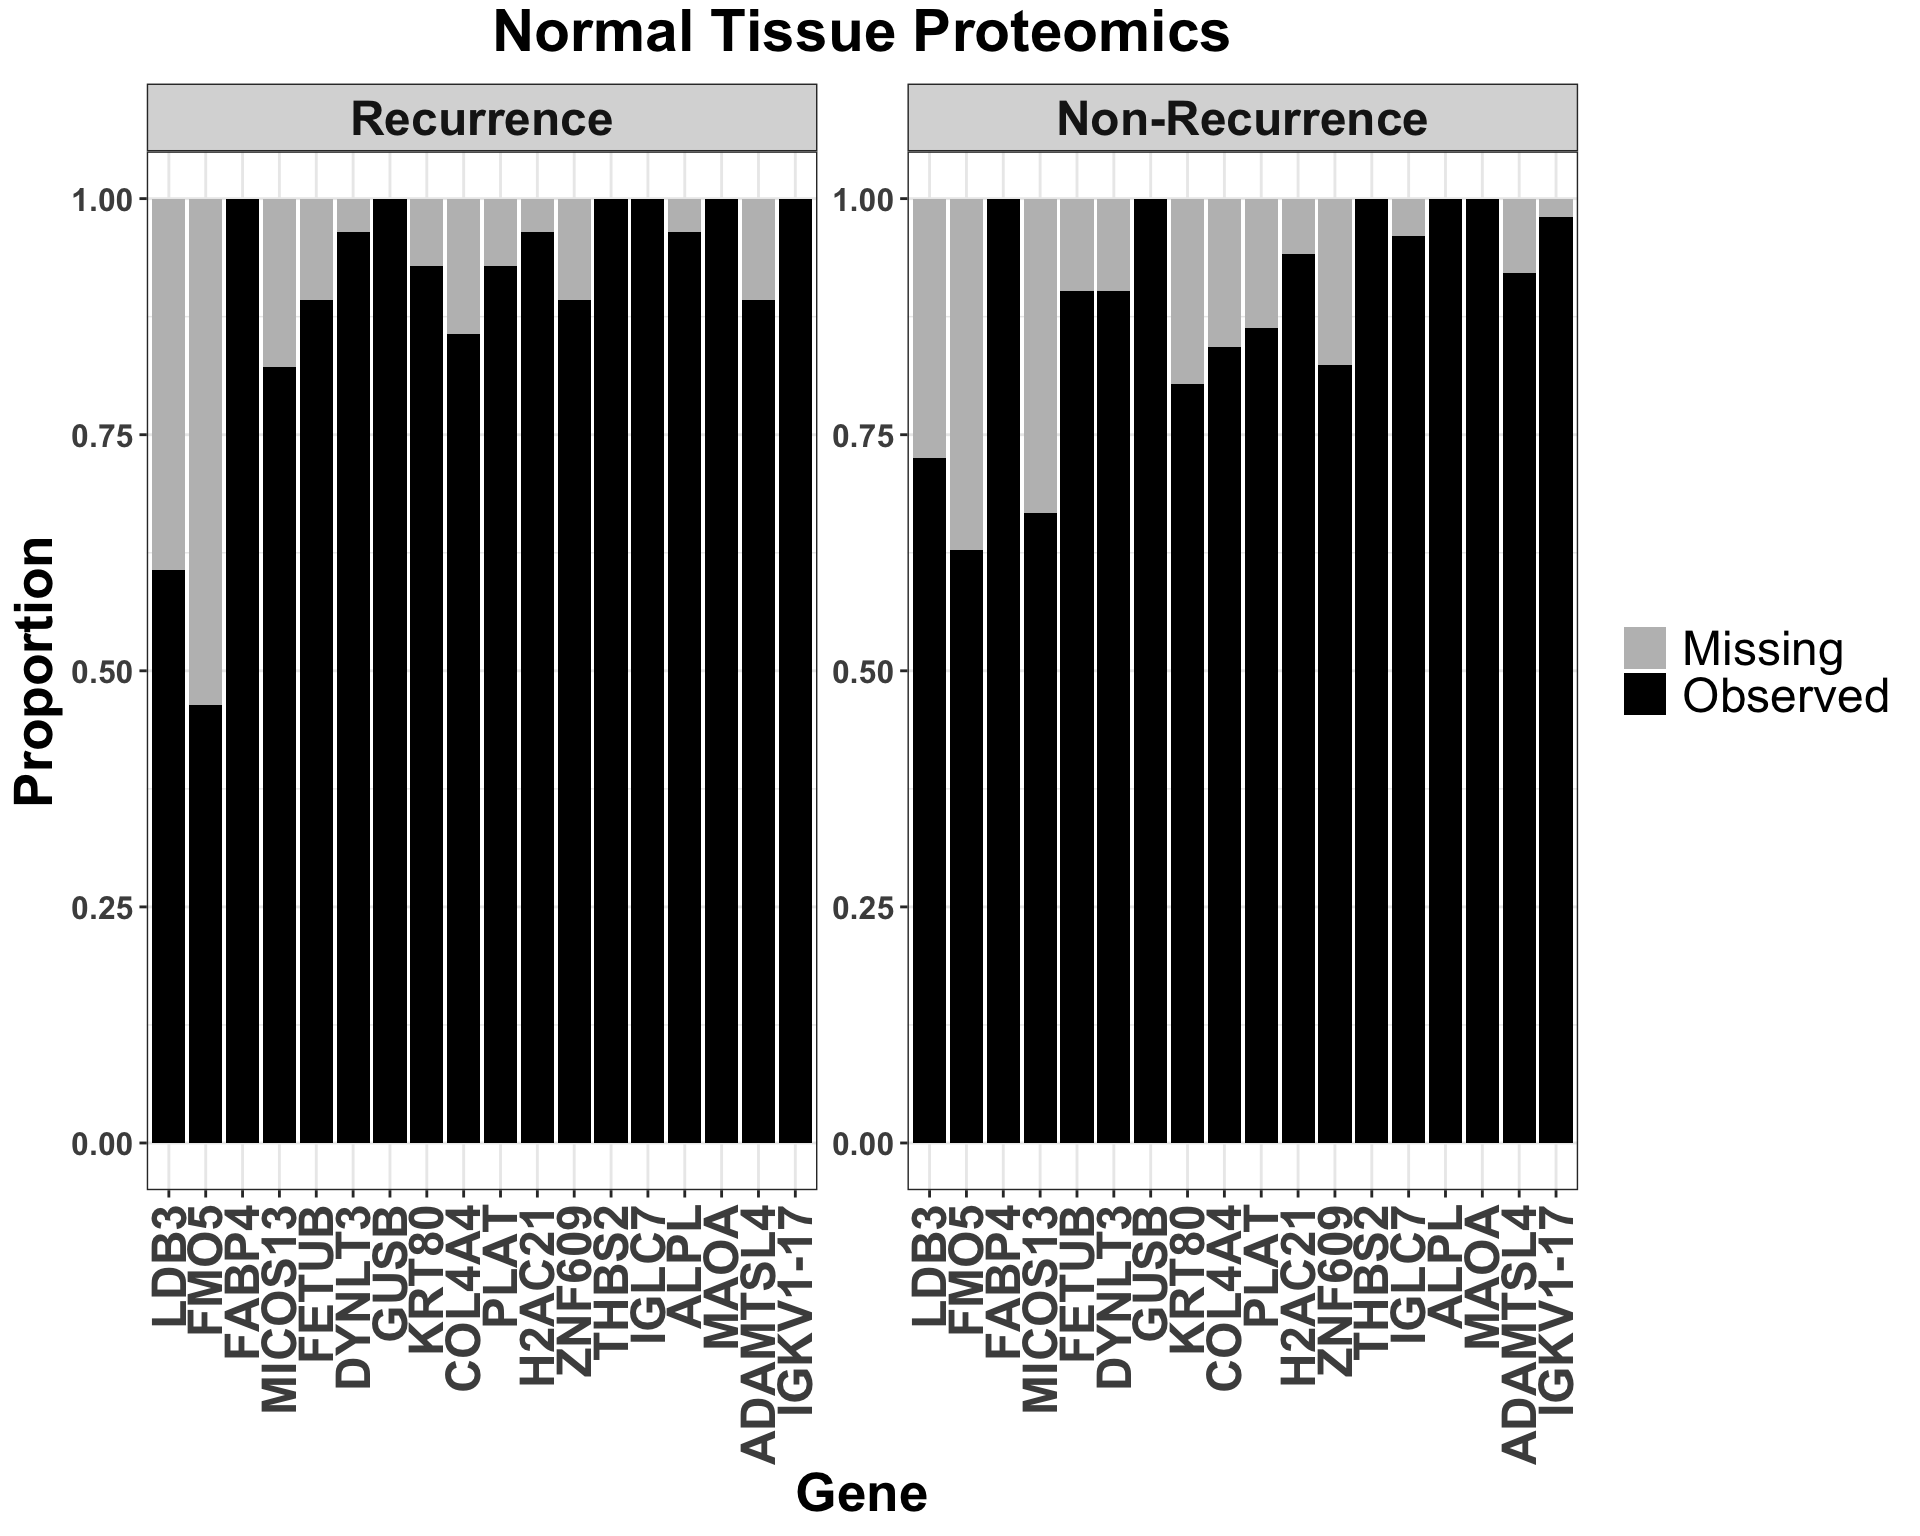 Normal Tissue Proteomics
Recurrence
Non-Recurrence
Proportion
1.00
0.75
0.50
0.25
0.00
1.00
0.75
0.50
0.25
0.00
LDB3
FMO5
FABP4
MICOS13
FETUB
DYNLT3
GUSB
KRT80
COL4A4
PLAT
H2AC21
ZNF609
THBS2
IGLC7
ALPL
MAOA
ADAMTSL4
IGKV1-17
LDB3
FMO5
FABP4
MICOS13
FETUB
DYNLT3
GUSB
KRT80
COL4A4
PLAT
H2AC21
ZNF609
THBS2
IGLC7
ALPL
MAOA
ADAMTSL4
IGKV1-17
Gene
Missing
Observed